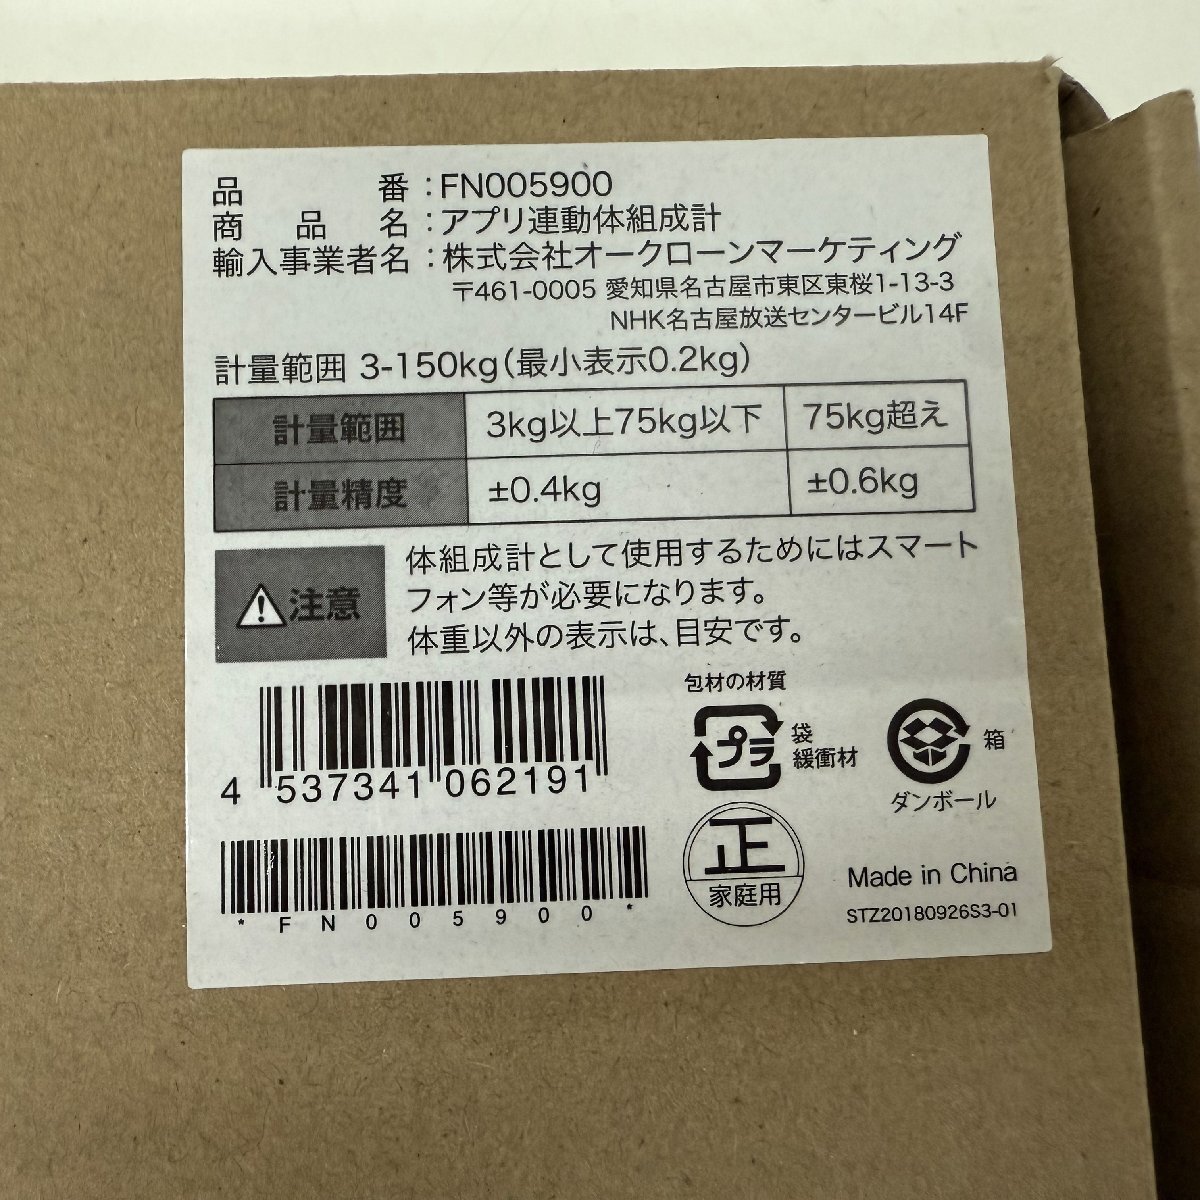 品番:FN005900
商品名:アプリ連動体組成計
輸入事業者名:株式会社オークローンマーケティング
〒461-0005 愛知県名古屋市東区東桜1-13-3
NHK名古屋放送センタービル14F
計量範囲 3-150kg(最小表示0.2kg)
計量範囲 3kg以上75kg以下 75kg超え
計量精度 ±0.4kg ±0.6kg
注意
体組成計として使用するためにはスマート
フォン等が必要になります。
体重以外の表示は、目安です。
4 537341 062191
*FN005900*
包材の材質
プラ
袋
緩衝材
箱
ダンボール
正
家庭用
Made in China
STZ20180926S3-01